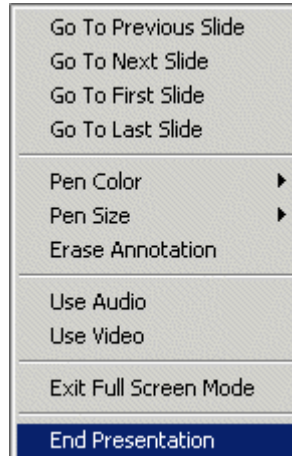 Go To Previous Slide
Go To Next Slide
Go To First Slide
Go To Last Slide
Pen Color
Pen Size
Erase Annotation
Use Audio
Use Video
Exit Full Screen Mode
End Presentation